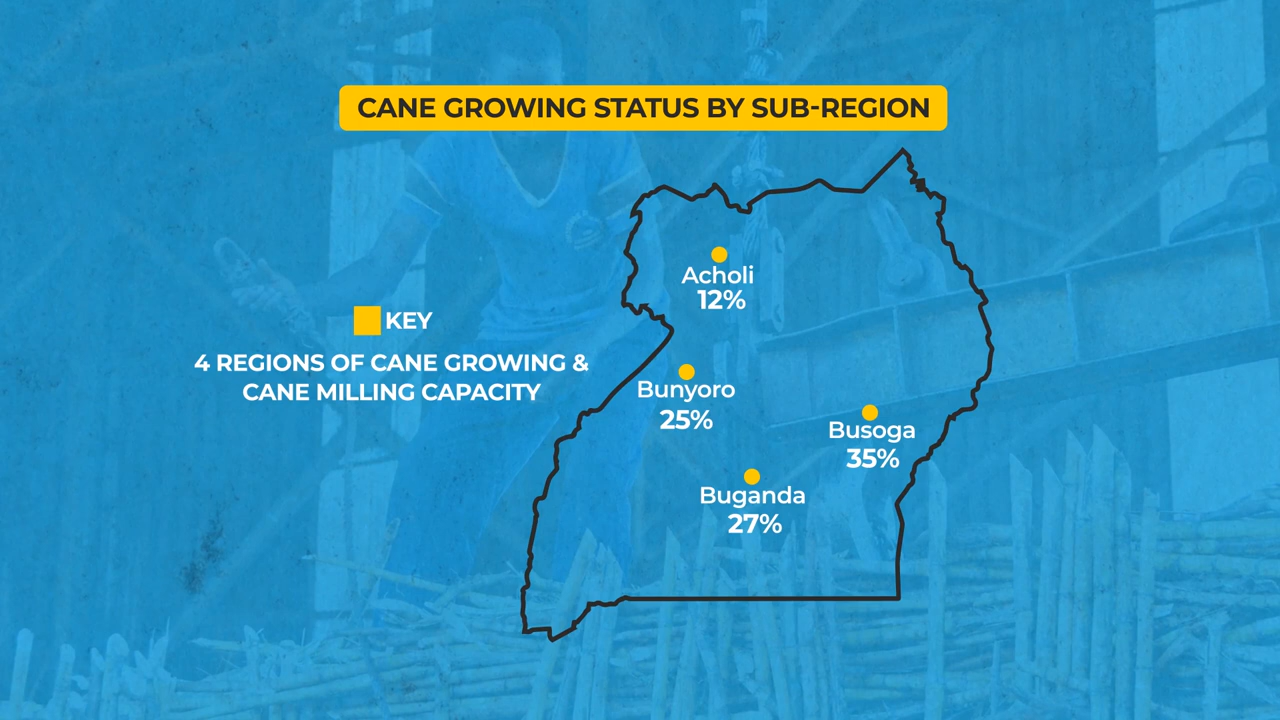 CANE GROWING STATUS BY SUB-REGION
Acholi
12%
KEY
4 REGIONS OF CANE GROWING &
CANE MILLING CAPACITY
Bunyoro
25%
Busoga
35%
Buganda
27%